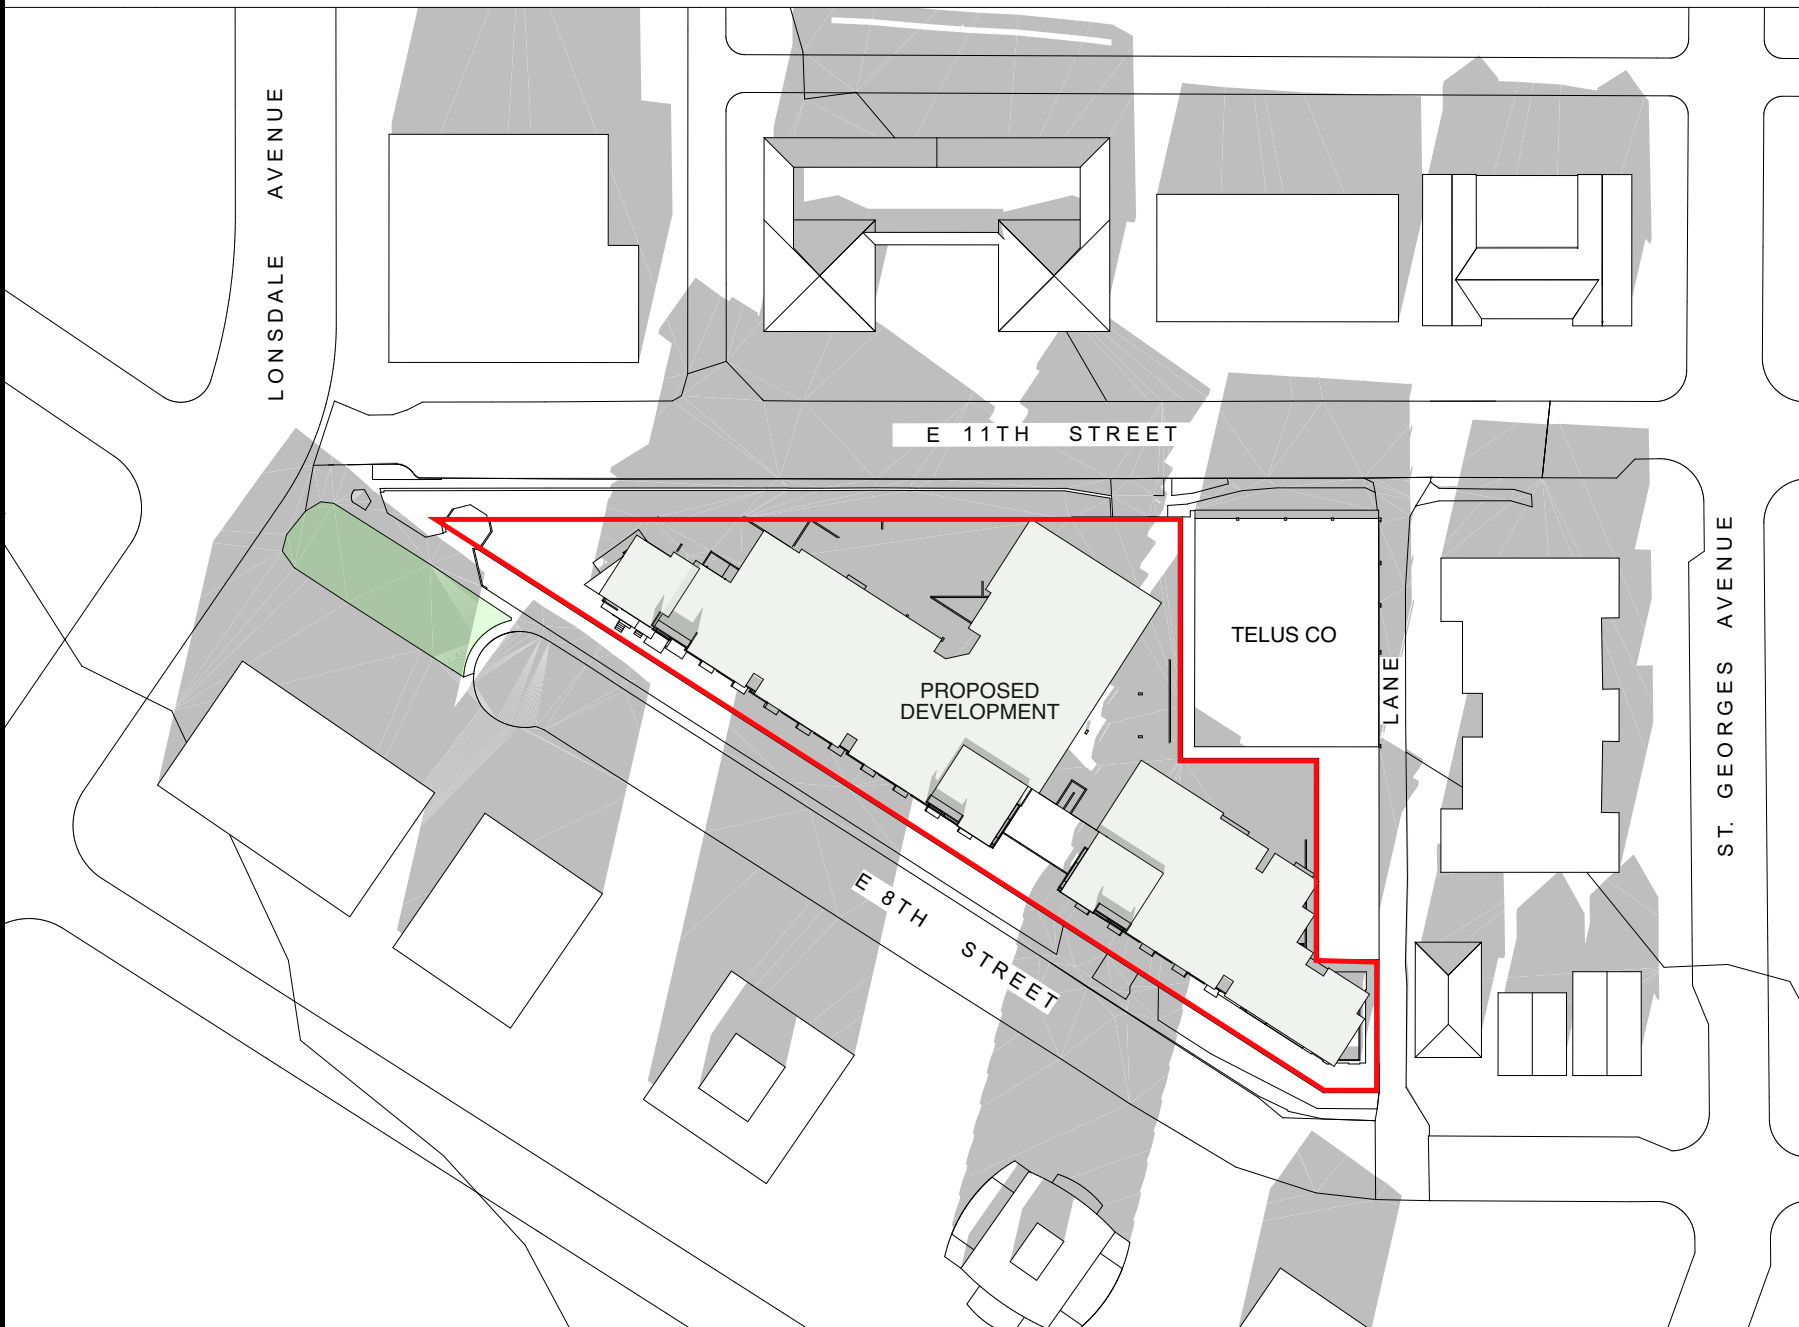 LONSDALE AVENUE
E 11TH STREET
TELUS CO
LANE
PROPOSED
DEVELOPMENT
E 8TH STREET
ST. GEORGES AVENUE